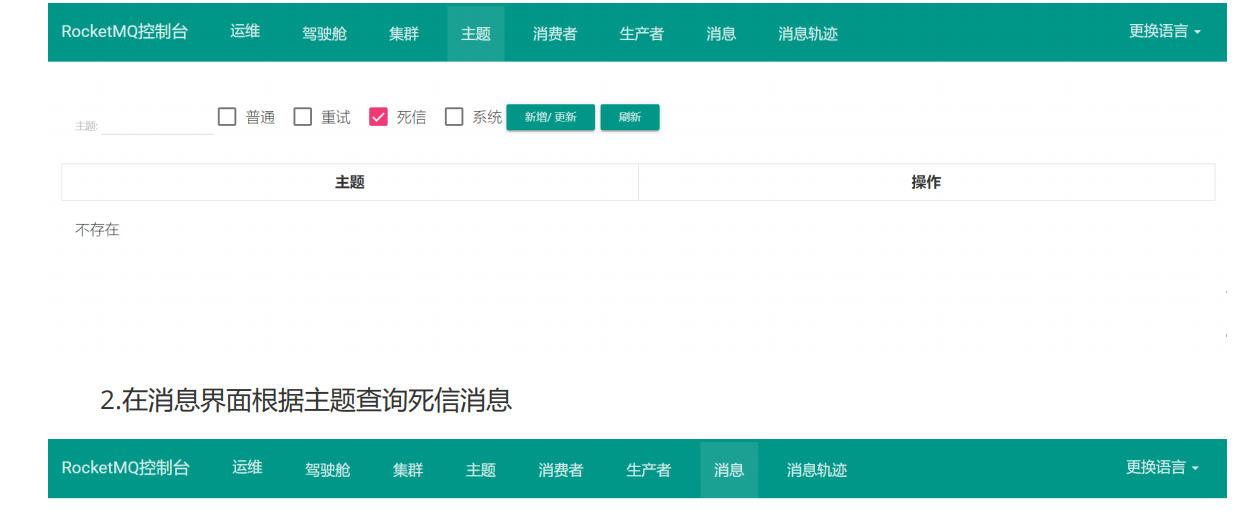 RocketMQ控制台 运维 驾驶舱 集群 主题 消费者 生产者 消息 消息轨迹 更换语言
主题: 普通 重试 死信 系统 新增/ 更新 刷新
主题 操作
不存在
2.在消息界面根据主题查询死信消息
RocketMQ控制台 运维 驾驶舱 集群 主题 消费者 生产者 消息 消息轨迹 更换语言